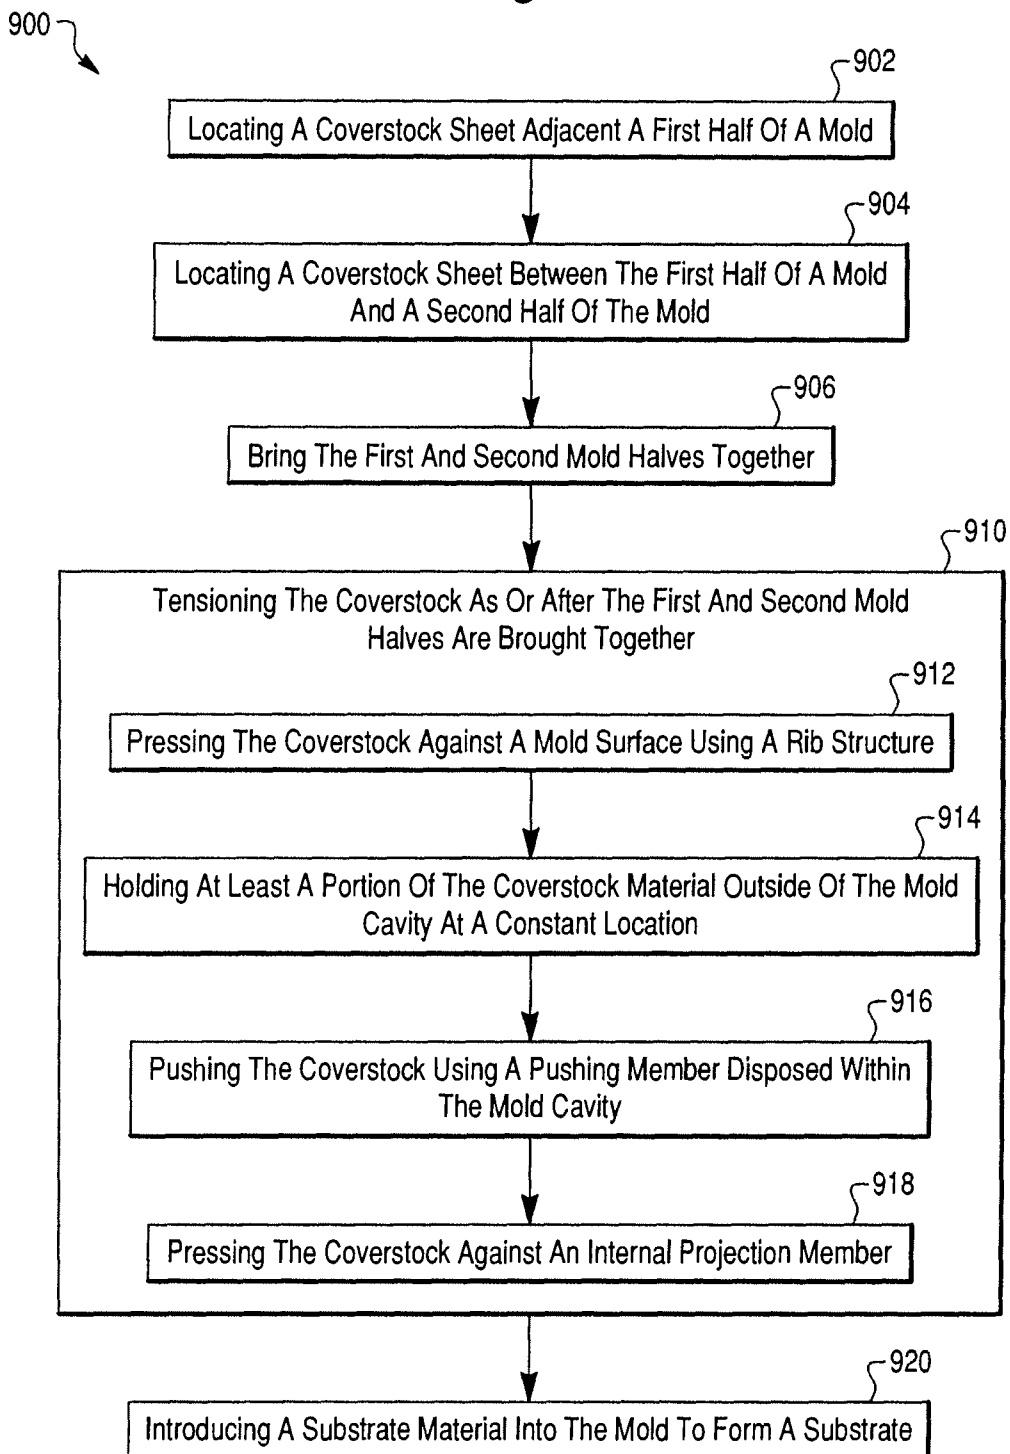 900
902
Locating A Coverstock Sheet Adjacent A First Half Of A Mold
904
Locating A Coverstock Sheet Between The First Half Of A Mold
And A Second Half Of The Mold
906
Bring The First And Second Mold Halves Together
910
Tensioning The Coverstock As Or After The First And Second Mold
Halves Are Brought Together
912
Pressing The Coverstock Against A Mold Surface Using A Rib Structure
914
Holding At Least A Portion Of The Coverstock Material Outside Of The Mold
Cavity At A Constant Location
916
Pushing The Coverstock Using A Pushing Member Disposed Within
The Mold Cavity
918
Pressing The Coverstock Against An Internal Projection Member
920
Introducing A Substrate Material Into The Mold To Form A Substrate